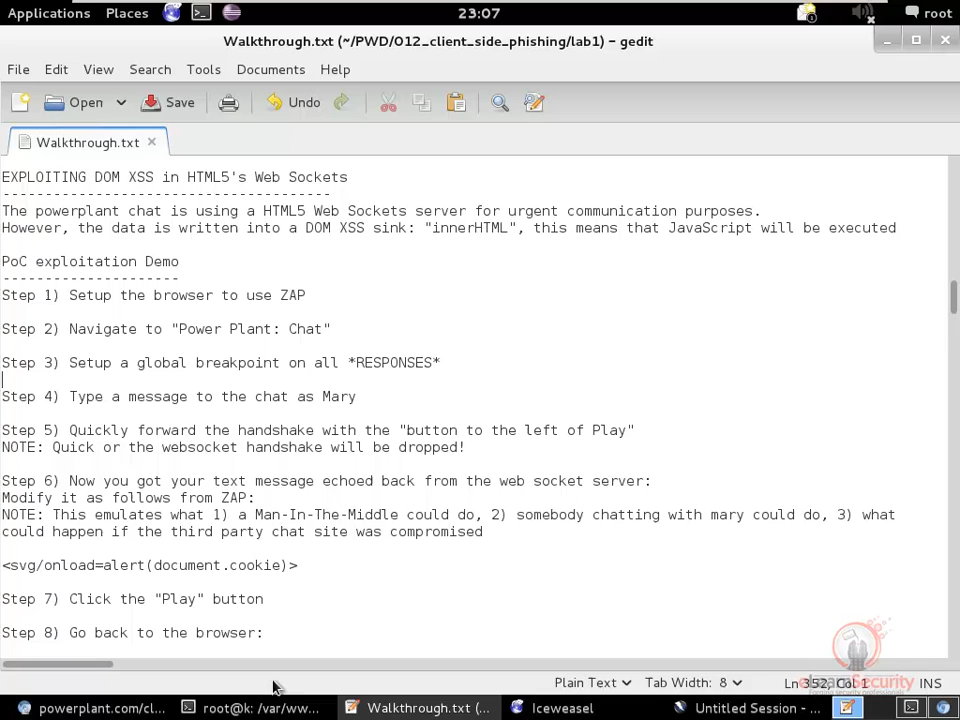 Applications Places 23:07 root
Walkthrough.txt (~/PWD/012_client_side_phishing/lab1) - gedit
File Edit View Search Tools Documents Help
Open Save Undo
Walkthrough.txt
EXPLOITING DOM XSS in HTML5's Web Sockets
---------------------------------------
The powerplant chat is using a HTML5 Web Sockets server for urgent communication purposes.
However, the data is written into a DOM XSS sink: "innerHTML", this means that JavaScript will be executed
PoC exploitation Demo
---------------------
Step 1) Setup the browser to use ZAP
Step 2) Navigate to "Power Plant: Chat"
Step 3) Setup a global breakpoint on all *RESPONSES*
Step 4) Type a message to the chat as Mary
Step 5) Quickly forward the handshake with the "button to the left of Play"
NOTE: Quick or the websocket handshake will be dropped!
Step 6) Now you got your text message echoed back from the web socket server:
Modify it as follows from ZAP:
NOTE: This emulates what 1) a Man-In-The-Middle could do, 2) somebody chatting with mary could do, 3) what
could happen if the third party chat site was compromised
<svg/onload=alert(document.cookie)>
Step 7) Click the "Play" button
Step 8) Go back to the browser:
eLearnSecurity
Forging security professionals
Plain Text Tab Width: 8 Ln 352, Col 1 INS
powerplant.com/cl... root@k: /var/ww... Walkthrough.txt (... Iceweasel Untitled Session - ...